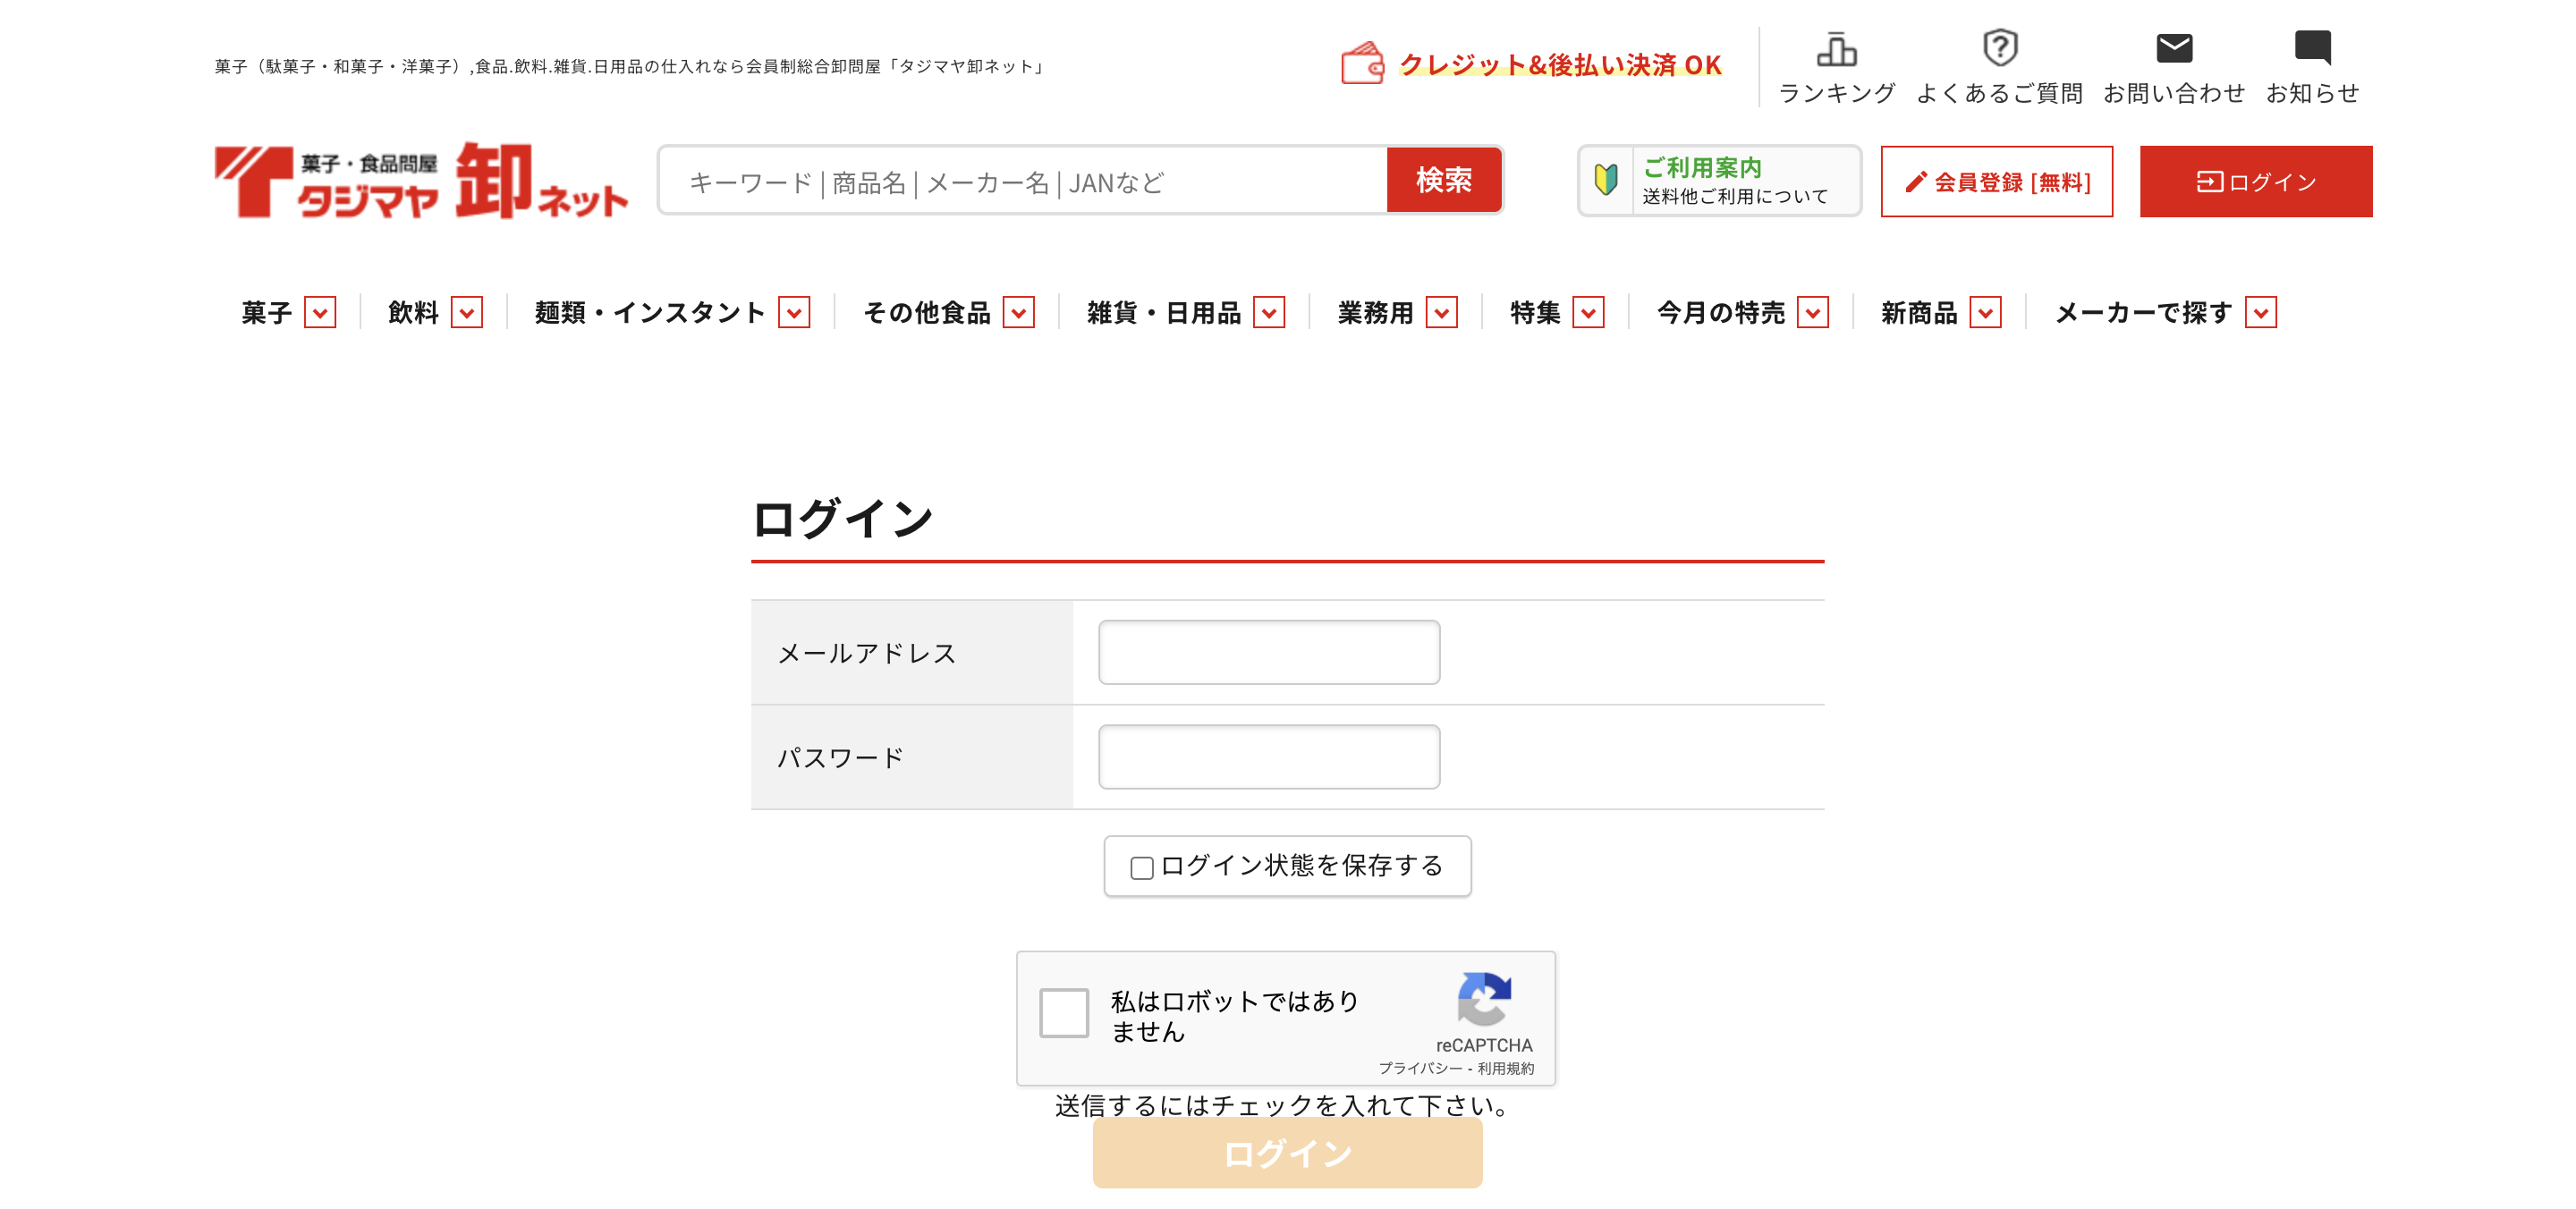 菓子（駄菓子・和菓子・洋菓子）,食品.飲料.雑貨.日用品の仕入れなら会員制総合卸問屋「タジマヤ卸ネット」
クレジット&後払い決済 OK
ランキング
よくあるご質問
お問い合わせ
お知らせ
菓子・食品問屋
タジマヤ 卸ネット
キーワード | 商品名 | メーカー名 | JANなど
検索
ご利用案内
送料他ご利用について
会員登録 [無料]
ログイン
菓子
飲料
麺類・インスタント
その他食品
雑貨・日用品
業務用
特集
今月の特売
新商品
メーカーで探す
ログイン
メールアドレス
パスワード
ログイン状態を保存する
私はロボットではあり
ません
reCAPTCHA
プライバシー - 利用規約
送信するにはチェックを入れて下さい。
ログイン